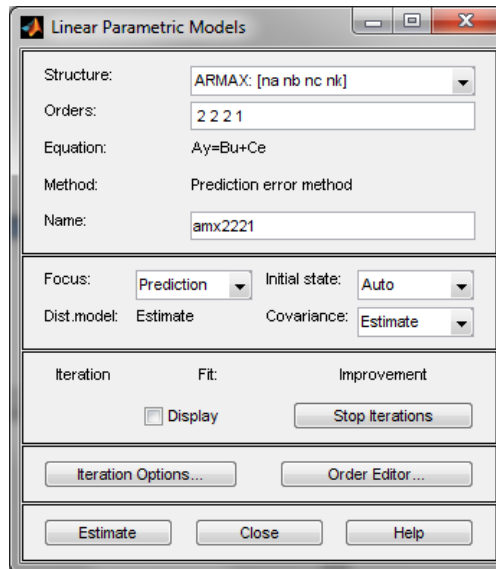 Linear Parametric Models
Structure: ARMAX: [na nb nc nk]
Orders: 2 2 2 1
Equation: Ay=Bu+Ce
Method: Prediction error method
Name: amx2221
Focus: Prediction Initial state: Auto
Dist.model: Estimate Covariance: Estimate
Iteration Fit: Improvement
Display Stop Iterations
Iteration Options... Order Editor...
Estimate Close Help